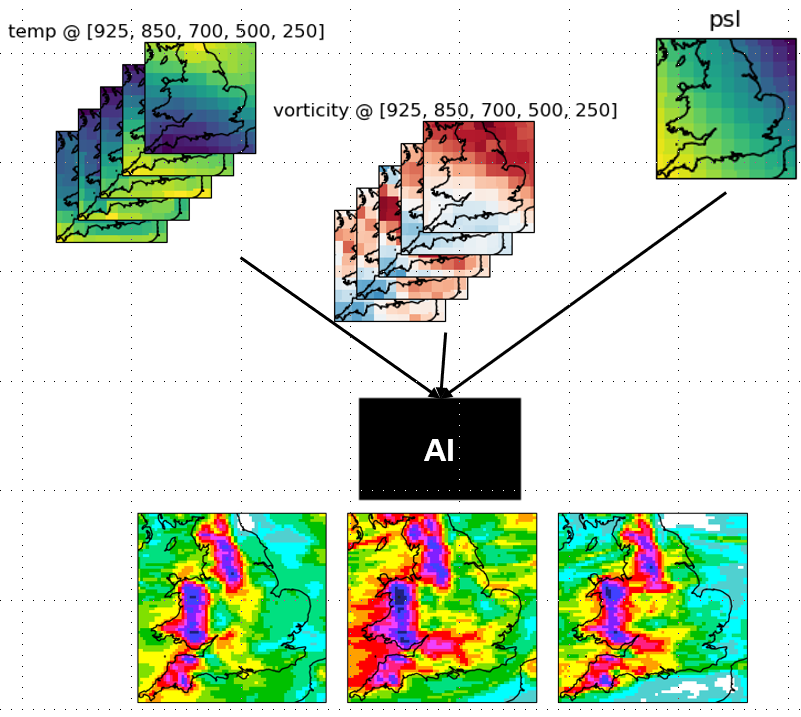 psl
temp @ [925, 850, 700, 500, 250]
vorticity @ [925, 850, 700, 500, 250]
AI